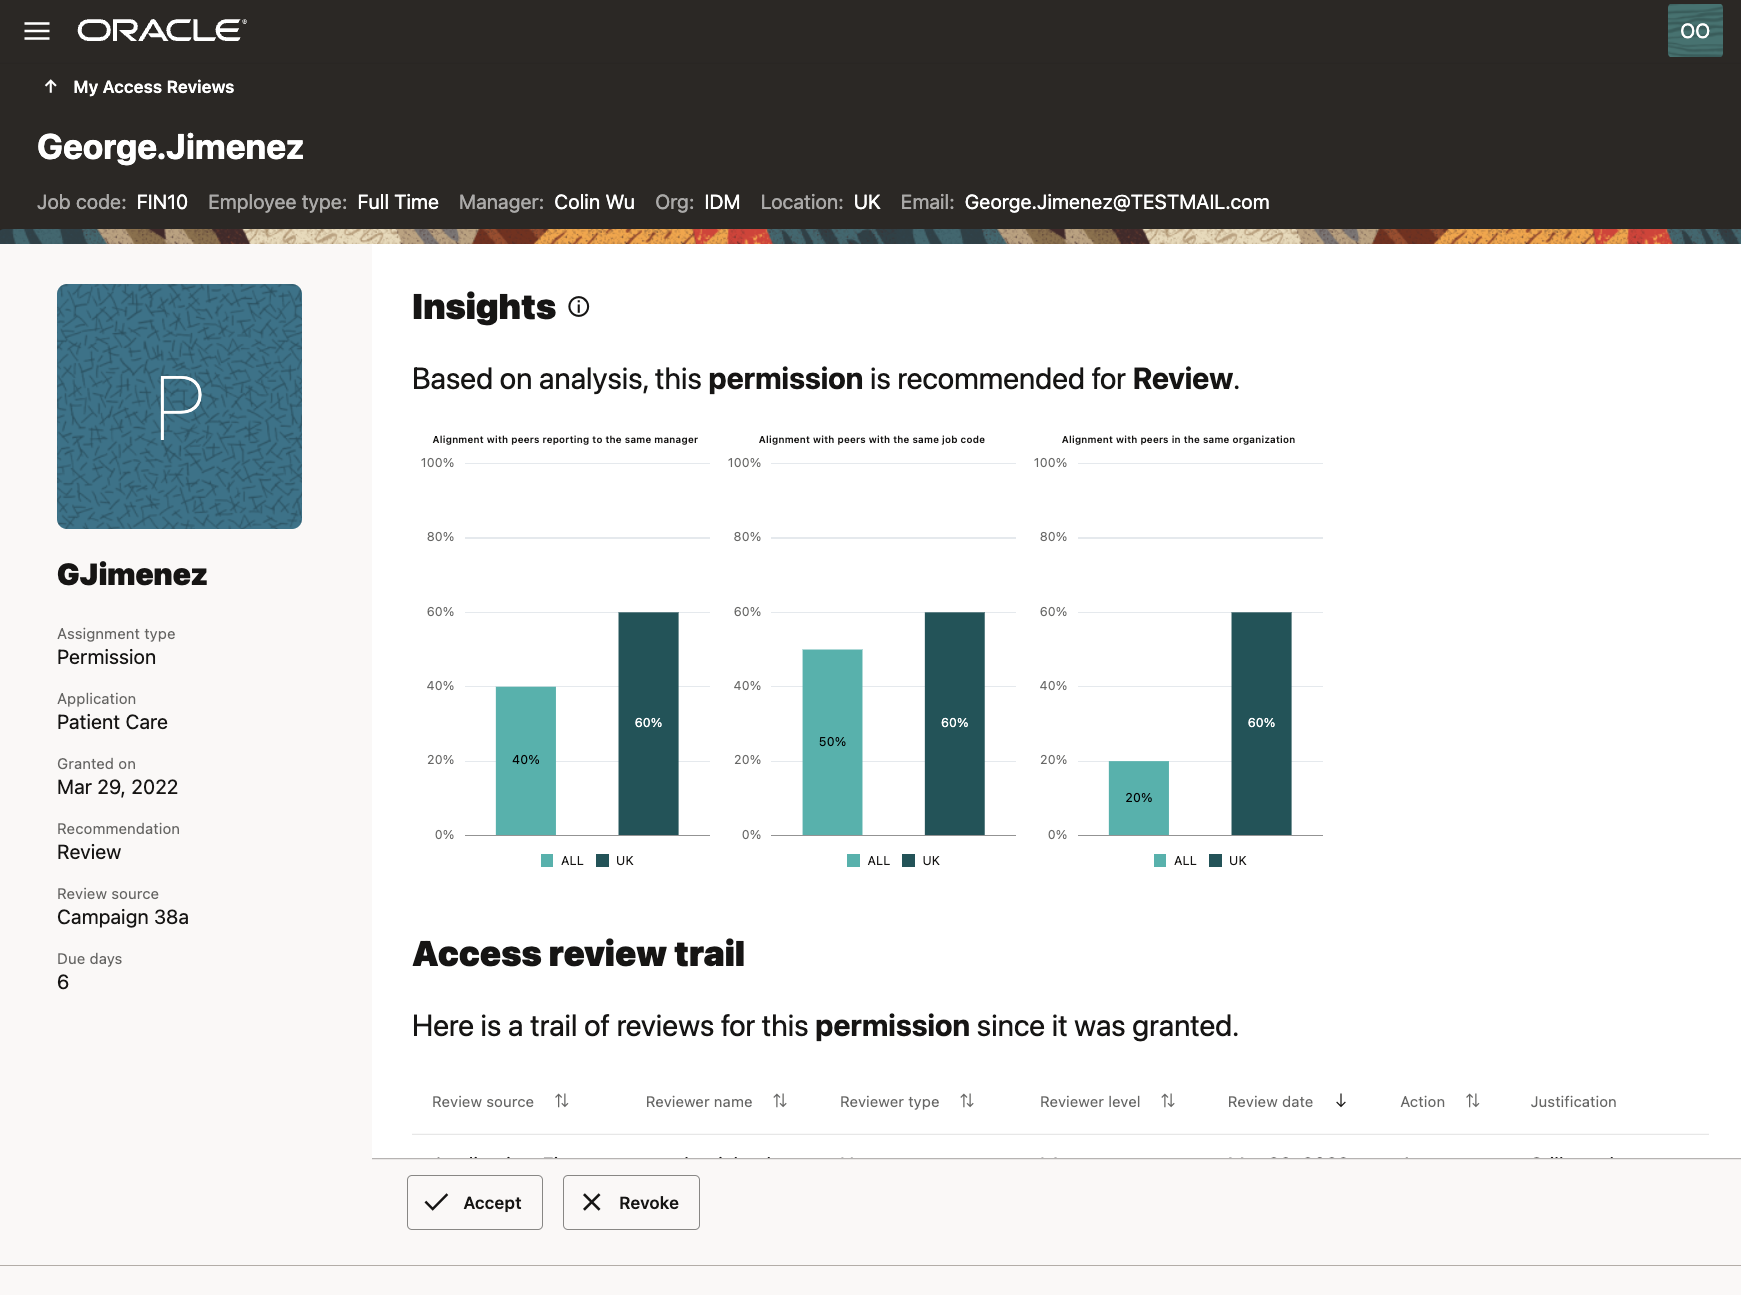 ORACLE
OO
My Access Reviews
George.Jimenez
Job code: FIN10 Employee type: Full Time Manager: Colin Wu Org: IDM Location: UK Email: George.Jimenez@TESTMAIL.com
P
GJimenez
Assignment type
Permission
Application
Patient Care
Granted on
Mar 29, 2022
Recommendation
Review
Review source
Campaign 38a
Due days
6
Insights
Based on analysis, this permission is recommended for Review.
Alignment with peers reporting to the same manager
100%
80%
60%
40%
20%
0%
40%
60%
ALL UK
Alignment with peers with the same job code
100%
80%
60%
40%
20%
0%
50%
60%
ALL UK
Alignment with peers in the same organization
100%
80%
60%
40%
20%
0%
20%
60%
ALL UK
Access review trail
Here is a trail of reviews for this permission since it was granted.
Review source Reviewer name Reviewer type Reviewer level Review date Action Justification
Accept
Revoke